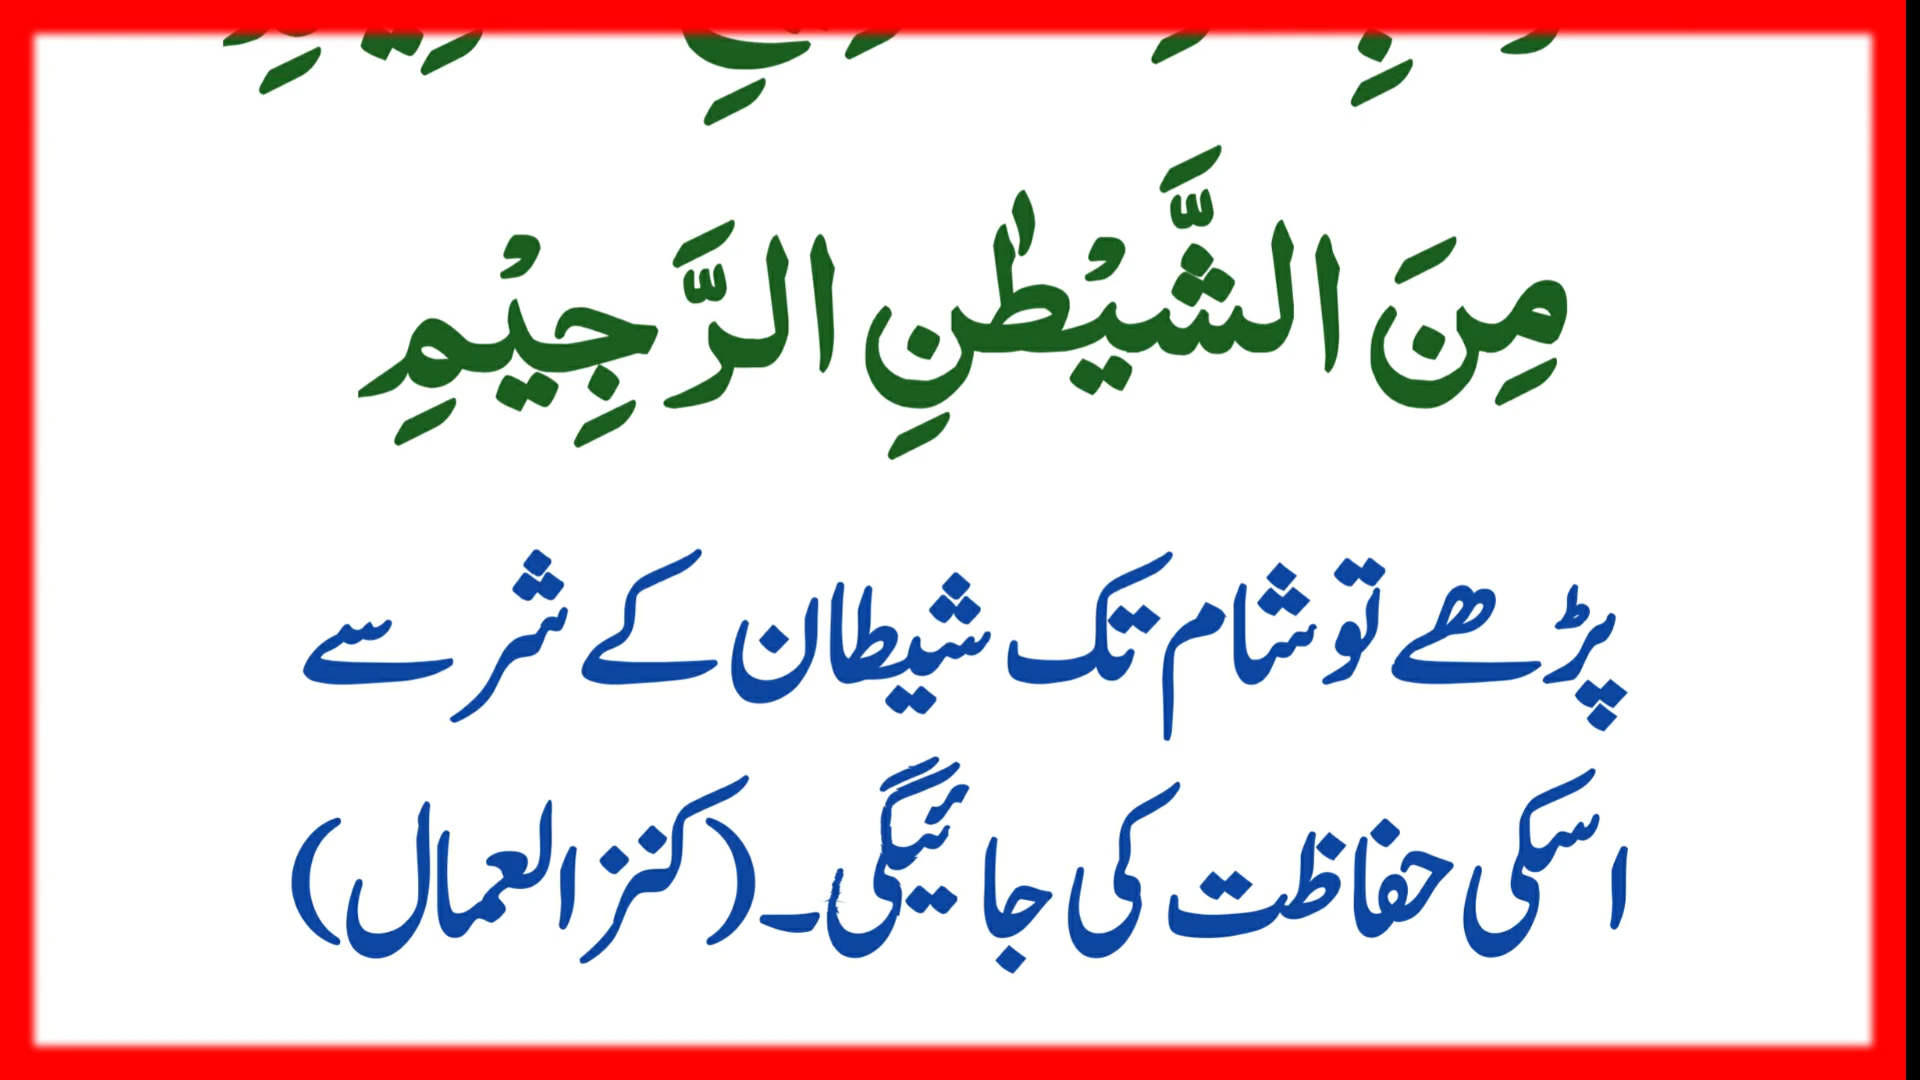 مِنَ الشَّیْطٰنِ الرَّجِیْمِ
پڑھے تو شام تک شیطان کے شر سے
اسکی حفاظت کی جائیگی۔ (کنز العمال)